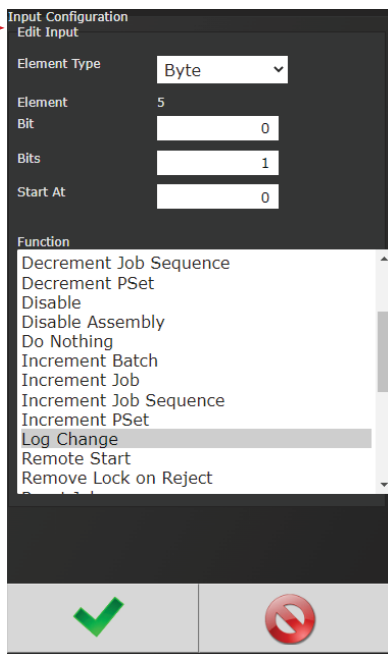 Input Configuration
Edit Input
Element Type
Byte
Element 5
Bit 0
Bits 1
Start At 0
Function
Decrement Job Sequence
Decrement PSet
Disable
Disable Assembly
Do Nothing
Increment Batch
Increment Job
Increment Job Sequence
Increment PSet
Log Change
Remote Start
Remove Lock on Reject